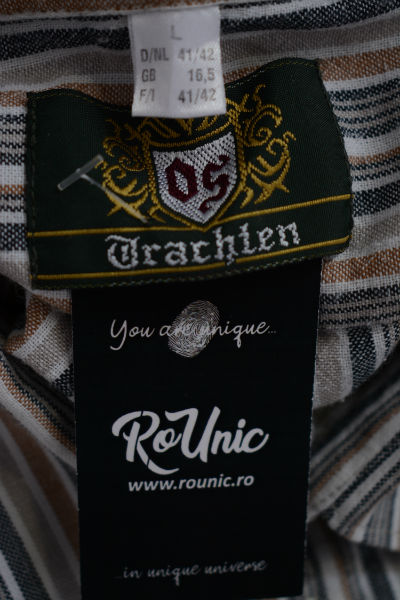 L
D/NL 41/42
GB 16,5
F/I 41/42
OS
Trachten
You are unique...
RoUnic
www.rounic.ro
...in unique universe